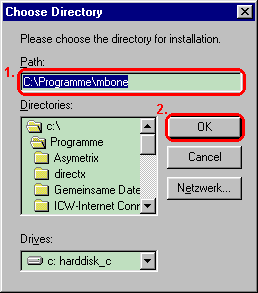 Choose Directory
Please choose the directory for installation.
1.
Path:
C:\Programme\mbone
Directories:
2.
c:\
OK
Programme
Asymetrix
Cancel
directx
Gemeinsame Date
Netzwerk...
ICW-Internet Conr
Drives:
c: harddisk_c